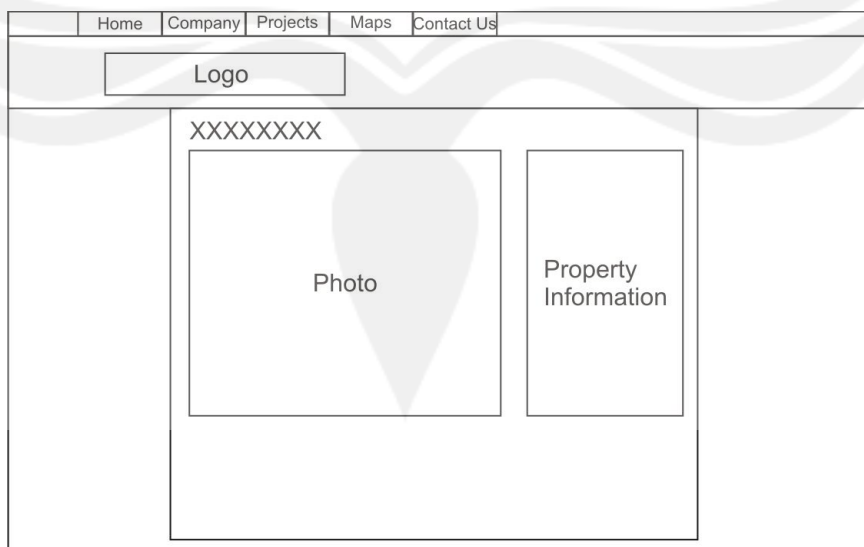 Home Company Projects Maps Contact Us
Logo
XXXXXXXX
Photo
Property
Information